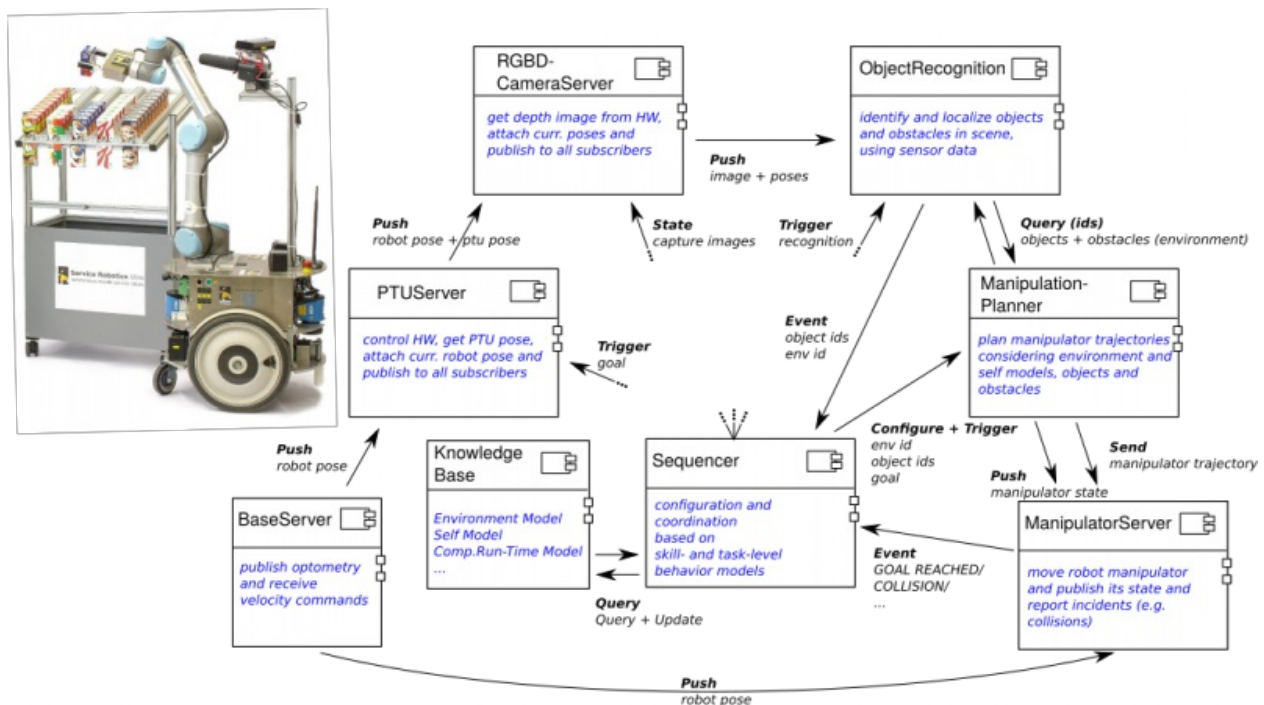 RGBD-
CameraServer
get depth image from HW,
attach curr. poses and
publish to all subscribers
ObjectRecognition
identify and localize objects
and obstacles in scene,
using sensor data
Push
image + poses
Push
robot pose + ptu pose
State
capture images
Trigger
recognition
Query (ids)
objects + obstacles (environment)
Service Robotics
PTUServer
control HW, get PTU pose,
attach curr. robot pose and
publish to all subscribers
Trigger
goal
Event
object ids
env id
Manipulation-
Planner
plan manipulator trajectories
considering environment and
self models, objects and
obstacles
Push
robot pose
Knowledge
Base
Environment Model
Self Model
Comp.Run-Time Model
...
Sequencer
configuration and
coordination
based on
skill- and task-level
behavior models
Configure + Trigger
env id
object ids
goal
Send
manipulator trajectory
Push
manipulator state
BaseServer
publish optometry
and receive
velocity commands
Query
Query + Update
Event
GOAL REACHED/
COLLISION/
...
ManipulatorServer
move robot manipulator
and publish its state and
report incidents (e.g.
collisions)
Push
robot pose